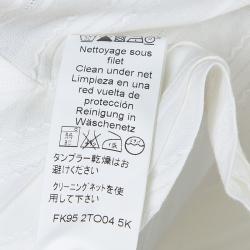 Nettoyage sous
filet
Clean under net
Limpieza en una
red vuelta de
protección
Reinigung in
Wäschenetz
タンブラー乾燥はお
避けください
クリーニングネットを使
用して下さい
FK95 2TO04 5K